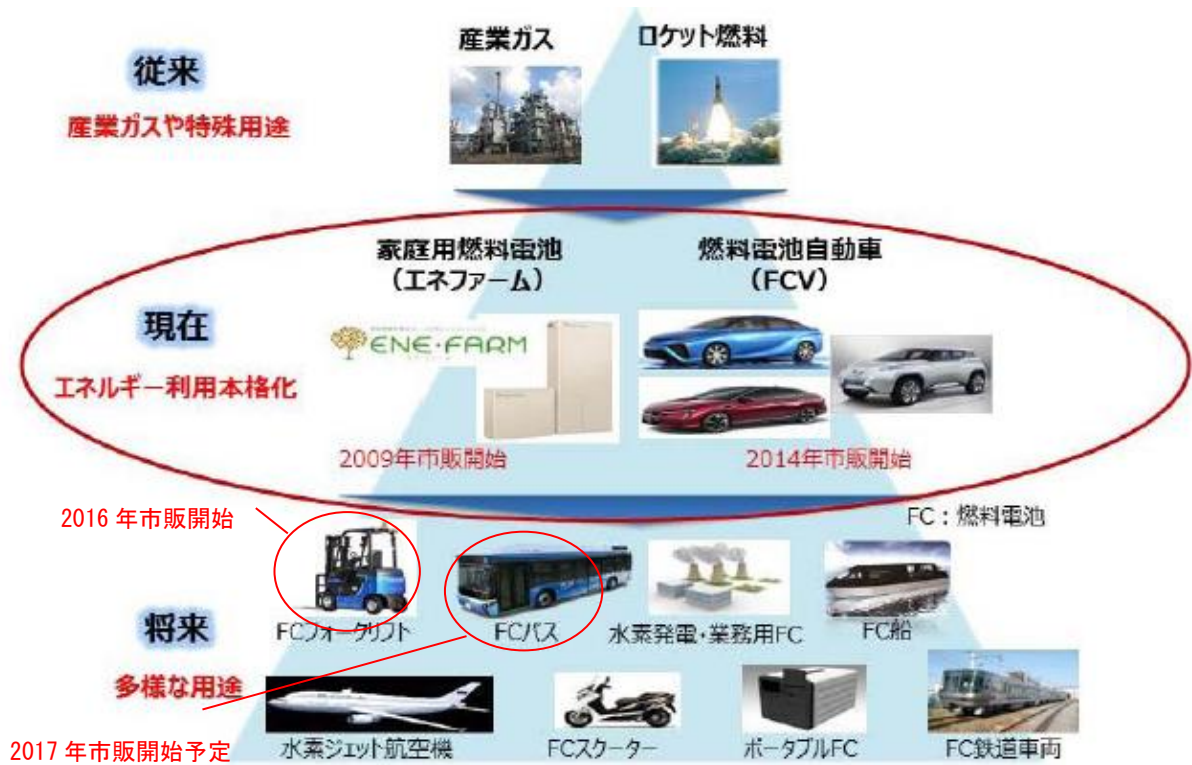 産業ガス
ロケット燃料
従来
産業ガスや特殊用途
家庭用燃料電池
(エネファーム)
燃料電池自動車
(FCV)
現在
ENE・FARM
エネルギー利用本格化
2009年市販開始
2014年市販開始
2016年市販開始
FC：燃料電池
将来
FCフォークリフト
FCバス
水素発電・業務用FC
FC船
多様な用途
2017年市販開始予定
水素ジェット航空機
FCスクーター
ポータブルFC
FC鉄道車両